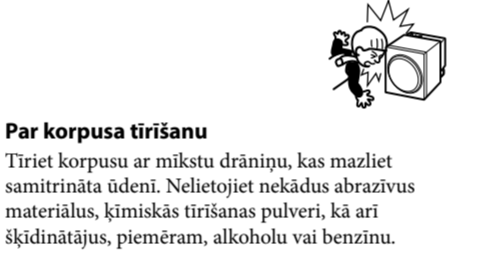 Par korpusa tīrīšanu
Tīriet korpusu ar mīkstu drāniņu, kas mazliet
samitrināta ūdenī. Nelietojiet nekādus abrazīvus
materiālus, ķīmiskās tīrīšanas pulveri, kā arī
šķīdinātājus, piemēram, alkoholu vai benzīnu.